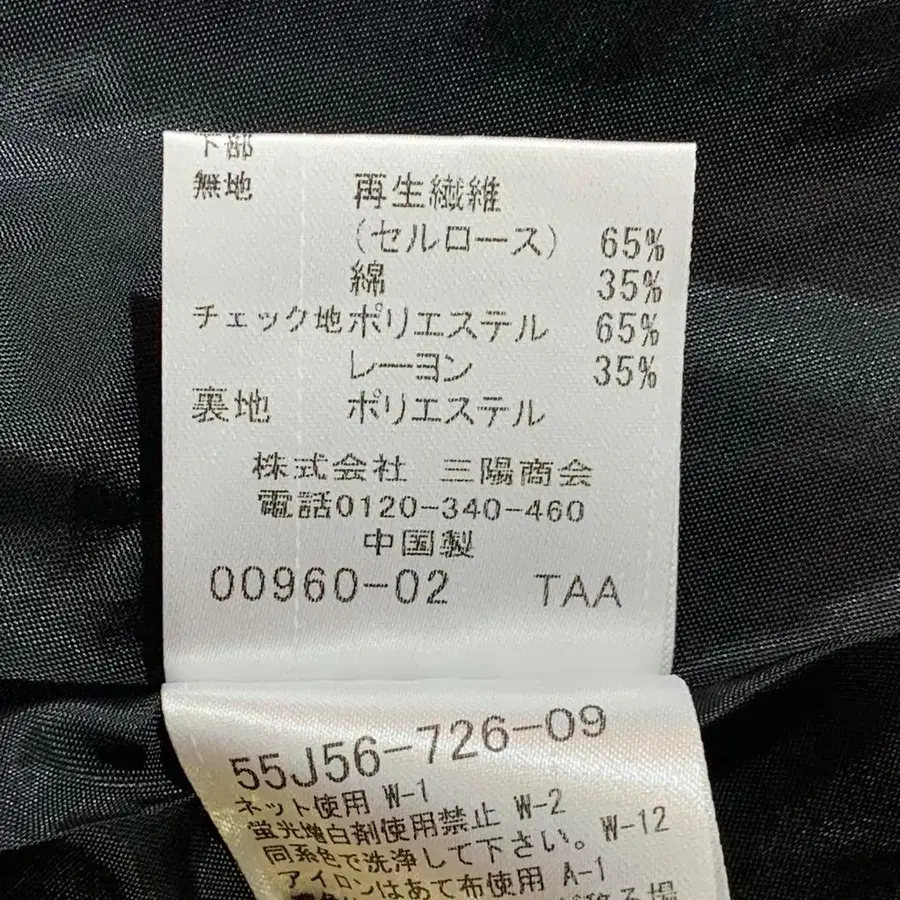 下部
無地 再生繊維
(セルロース) 65%
綿 35%
チェック地 ポリエステル 65%
レーヨン 35%
裏地 ポリエステル
株式会社 三陽商会
電話0120-340-460
中国製
00960-02 TAA
55J56-726-09
ネット使用 W-1
蛍光増白剤使用禁止 W-2
同系色で洗浄して下さい。W-12
アイロンはあて布使用 A-1